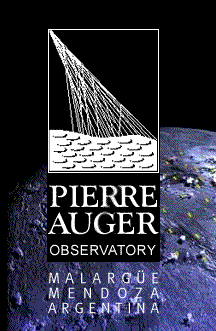 PIERRE
AUGER
OBSERVATORY
MALARGÜE
MENDOZA
ARGENTINA